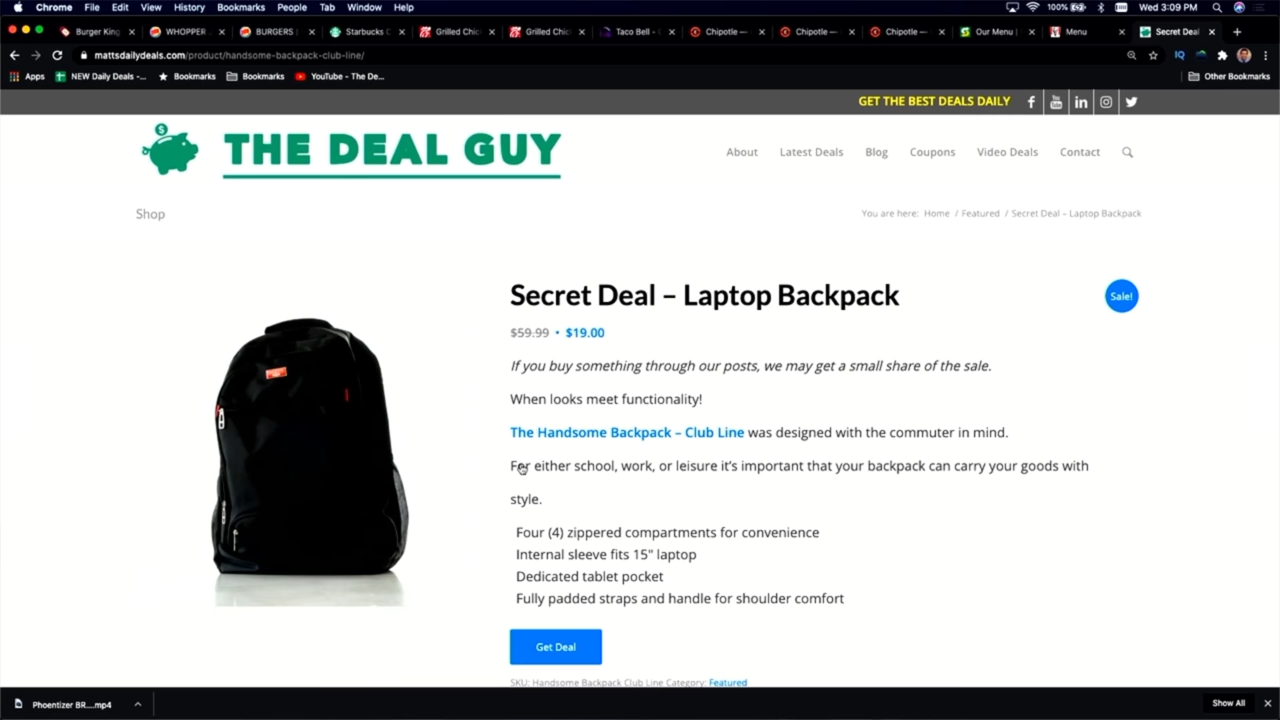 Chrome File Edit View History Bookmarks People Tab Window Help 100% Wed 3:09 PM
Burger King WHOPPER BURGERS | Starbucks C Grilled Chic Grilled Chic Taco Bell - Chipotle — Chipotle — Chipotle — Our Menu | Menu Secret Deal
mattsdailydeals.com/product/handsome-backpack-club-line/
Apps NEW Daily Deals -... Bookmarks Bookmarks YouTube - The De... Other Bookmarks
GET THE BEST DEALS DAILY
THE DEAL GUY
About Latest Deals Blog Coupons Video Deals Contact
Shop
You are here: Home / Featured / Secret Deal – Laptop Backpack
Secret Deal – Laptop Backpack
Sale!
$59.99 • $19.00
If you buy something through our posts, we may get a small share of the sale.
When looks meet functionality!
The Handsome Backpack – Club Line was designed with the commuter in mind.
For either school, work, or leisure it's important that your backpack can carry your goods with
style.
Four (4) zippered compartments for convenience
Internal sleeve fits 15" laptop
Dedicated tablet pocket
Fully padded straps and handle for shoulder comfort
Get Deal
SKU: Handsome Backpack Club Line Category: Featured
Phoentizer BR....mp4
Show All